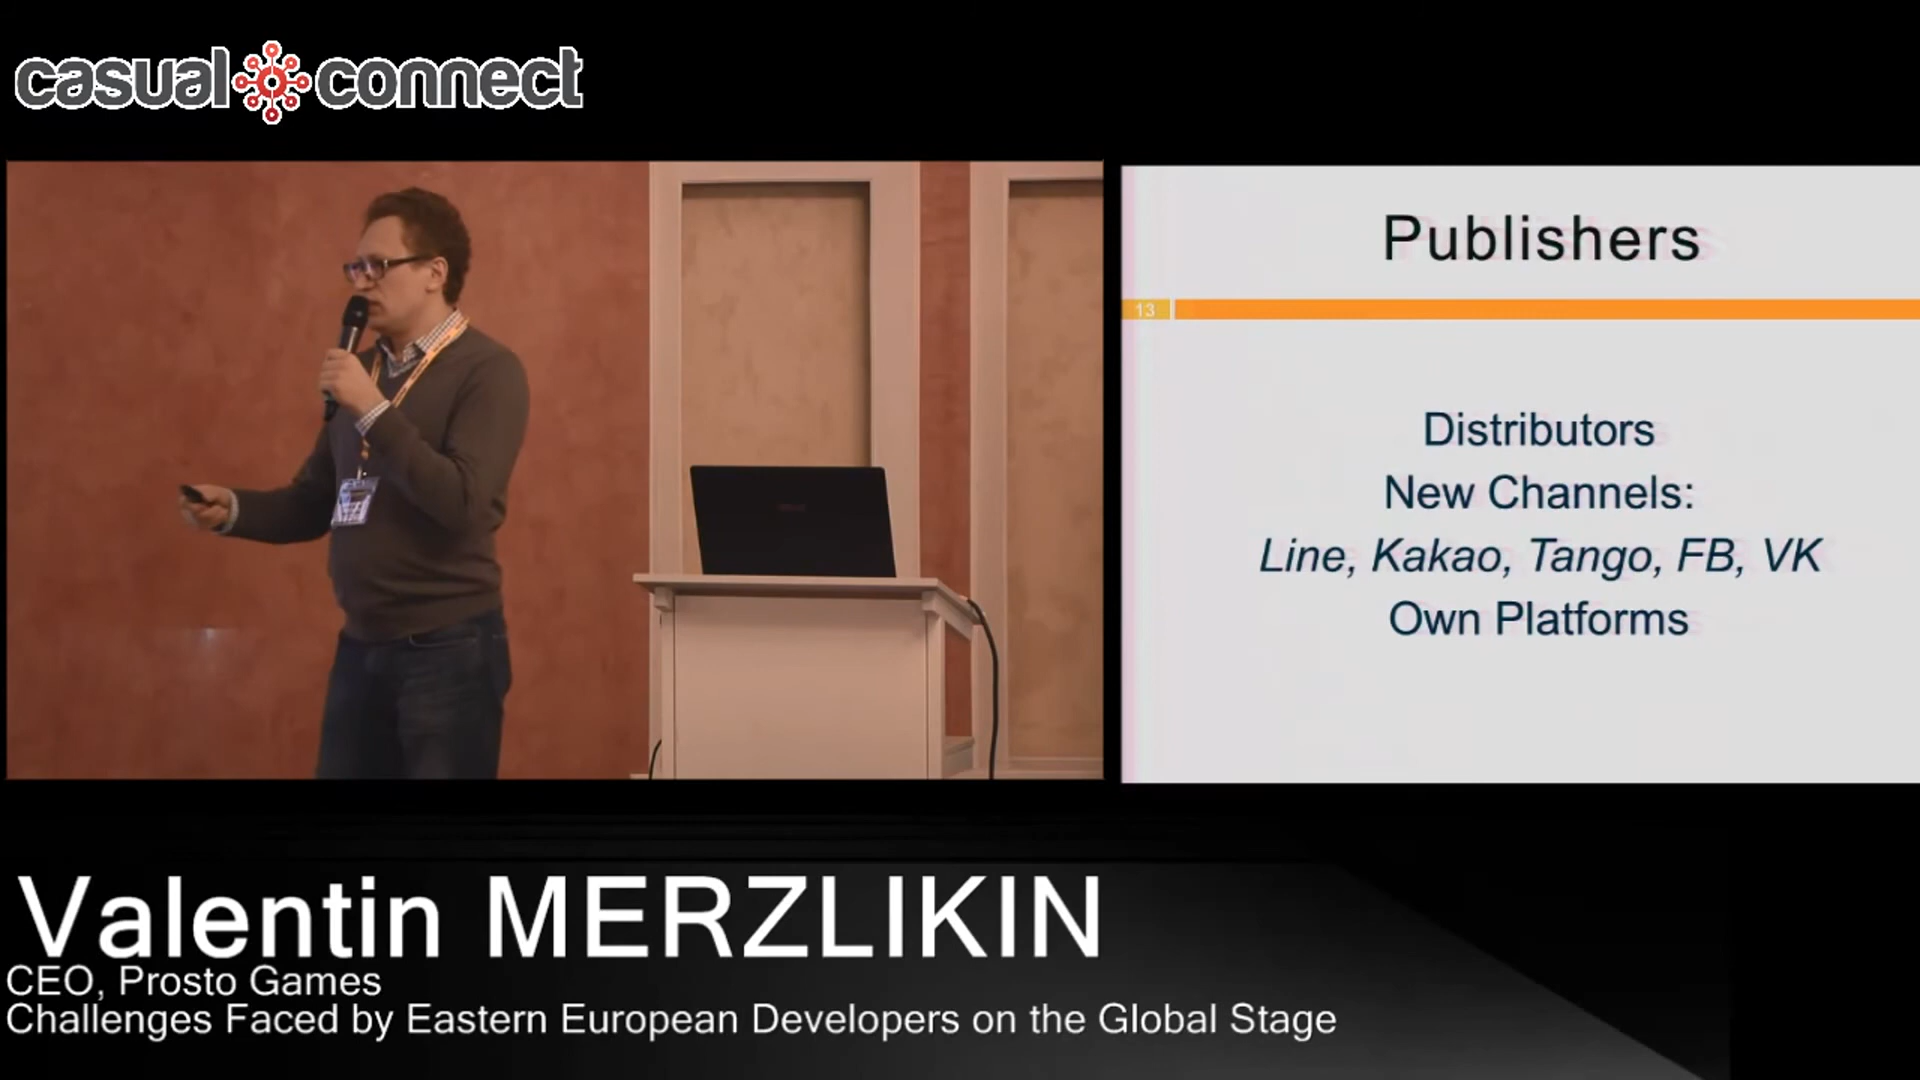 casual connect
Publishers
13
Distributors
New Channels:
Line, Kakao, Tango, FB, VK
Own Platforms
Valentin MERZLIKIN
CEO, Prosto Games
Challenges Faced by Eastern European Developers on the Global Stage